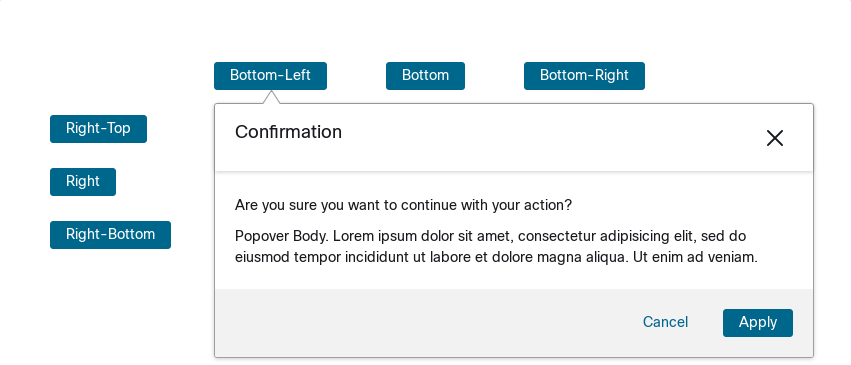 Bottom-Left
Bottom
Bottom-Right
Right-Top
Right
Right-Bottom
Confirmation
Are you sure you want to continue with your action?
Popover Body. Lorem ipsum dolor sit amet, consectetur adipisicing elit, sed do
eiusmod tempor incididunt ut labore et dolore magna aliqua. Ut enim ad veniam.
Cancel
Apply